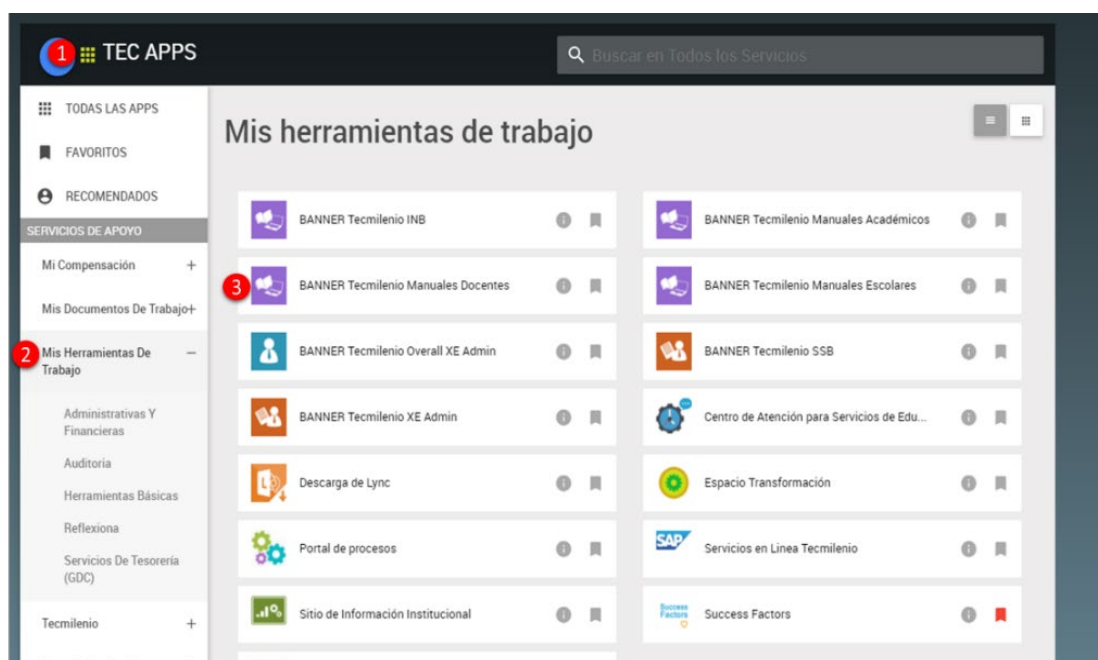 1 TEC APPS
Buscar en Todos los Servicios
TODAS LAS APPS
FAVORITOS
RECOMENDADOS
SERVICIOS DE APOYO
Mi Compensación +
Mis Documentos De Trabajo+
2 Mis Herramientas De –
Trabajo
Administrativas Y
Financieras
Auditoria
Herramientas Básicas
Reflexiona
Servicios De Tesorería
(GDC)
Tecmilenio +
Mis herramientas de trabajo
BANNER Tecmilenio INB
BANNER Tecmilenio Manuales Académicos
3 BANNER Tecmilenio Manuales Docentes
BANNER Tecmilenio Manuales Escolares
BANNER Tecmilenio Overall XE Admin
BANNER Tecmilenio SSB
BANNER Tecmilenio XE Admin
Centro de Atención para Servicios de Edu...
Descarga de Lync
Espacio Transformación
Portal de procesos
SAP
Servicios en Linea Tecmilenio
Sitio de Información Institucional
Success
Factors
Success Factors